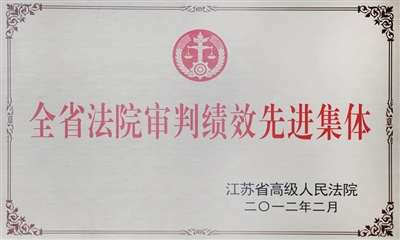 全省法院审判绩效先进集体
江苏省高级人民法院
二〇一二年二月